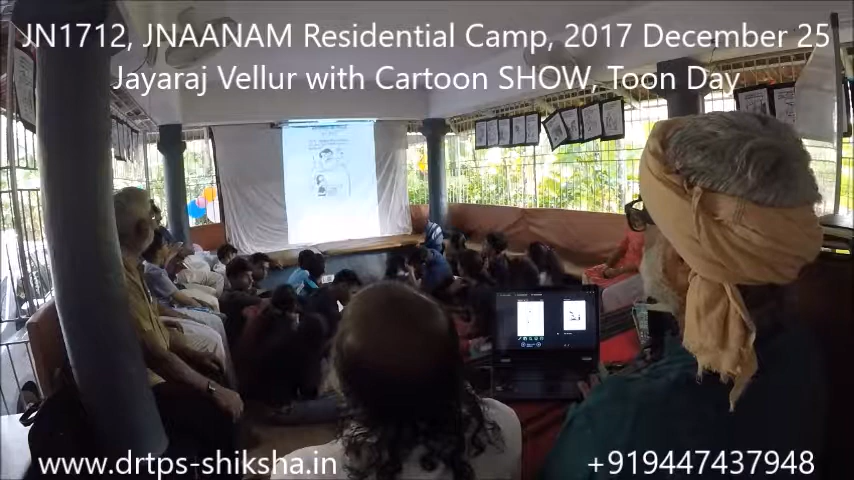 JN1712, JNAANAM Residential Camp, 2017 December 25
Jayaraj Vellur with Cartoon SHOW, Toon Day
www.drtps-shiksha.in
+919447437948